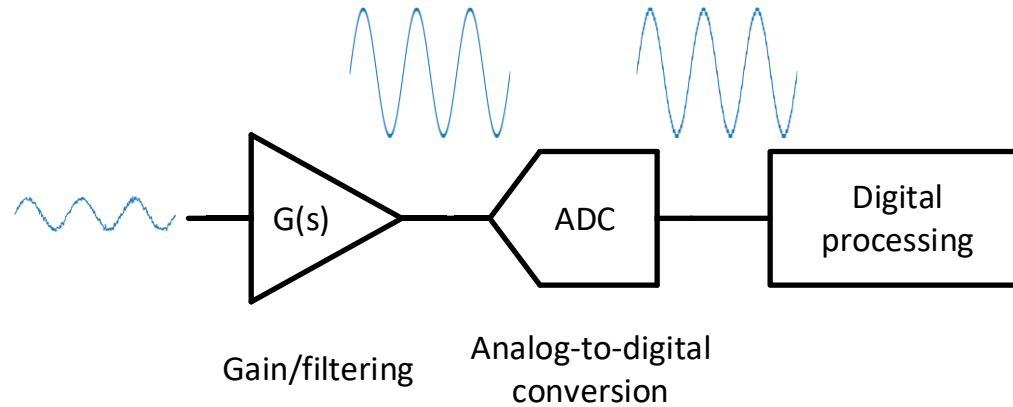 G(s)
ADC
Digital
processing
Gain/filtering
Analog-to-digital
conversion